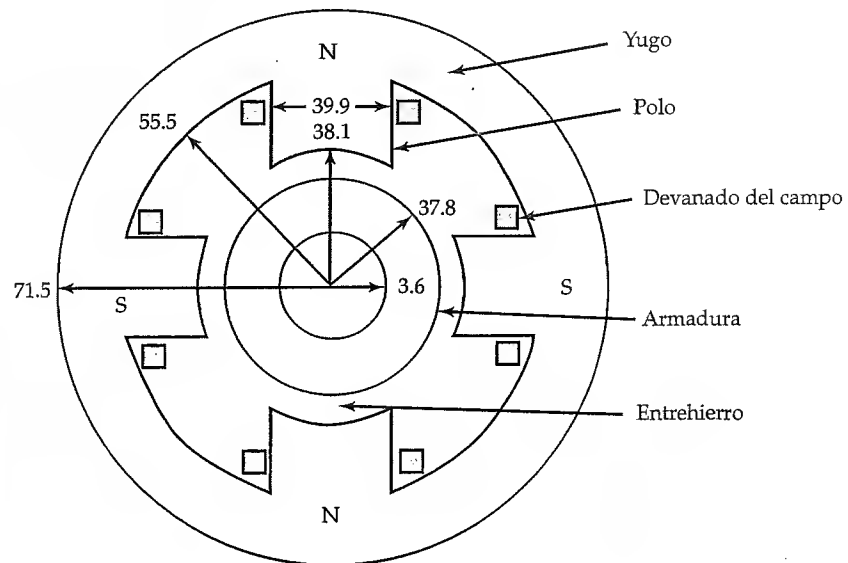 N
Yugo
39.9
38.1
Polo
55.5
Devanado del campo
37.8
71.5
S
3.6
S
Armadura
Entrehierro
N